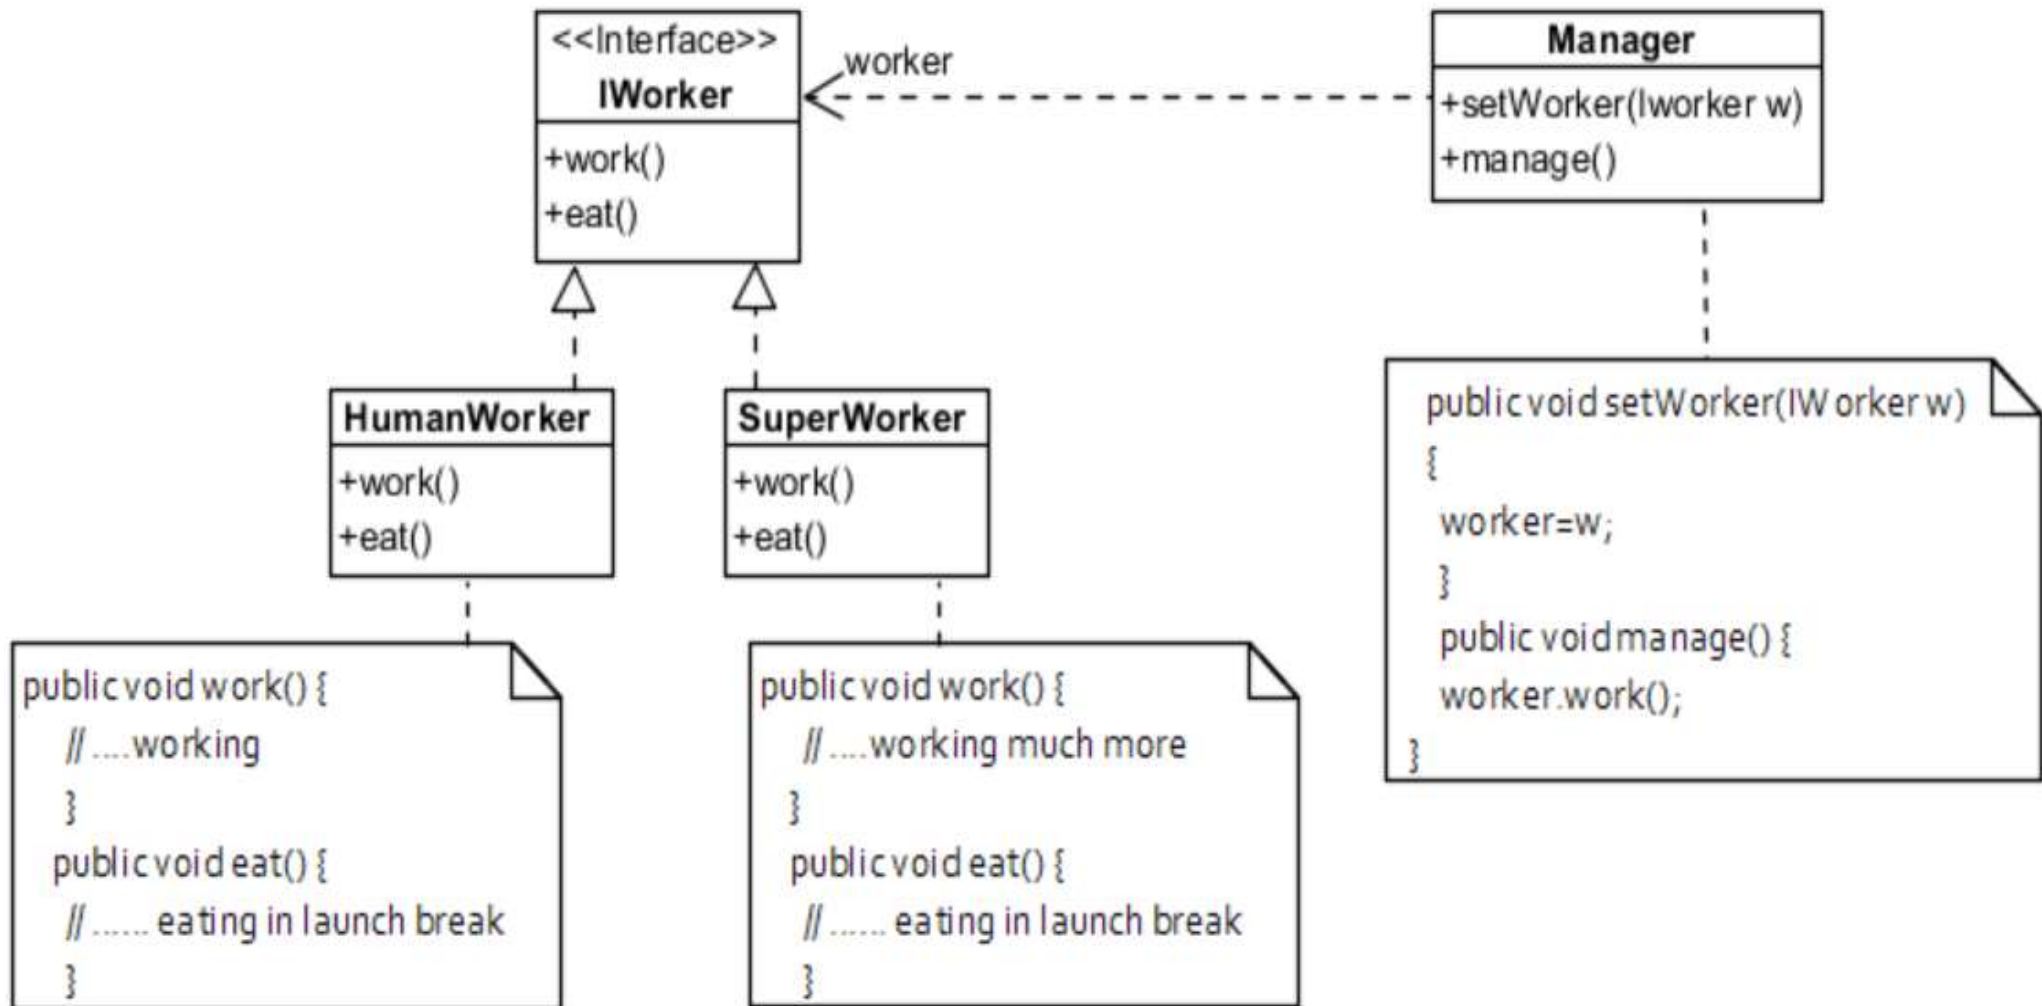 <<Interface>>
IWorker
+work()
+eat()
worker
Manager
+setWorker(Iworker w)
+manage()
HumanWorker
+work()
+eat()
SuperWorker
+work()
+eat()
public void setWorker(IWorker w)
{
worker=w;
}
public void manage() {
worker.work();
}
public void work() {
// ....working
}
public void eat() {
// ...... eating in launch break
}
public void work() {
// ....working much more
}
public void eat() {
// ...... eating in launch break
}